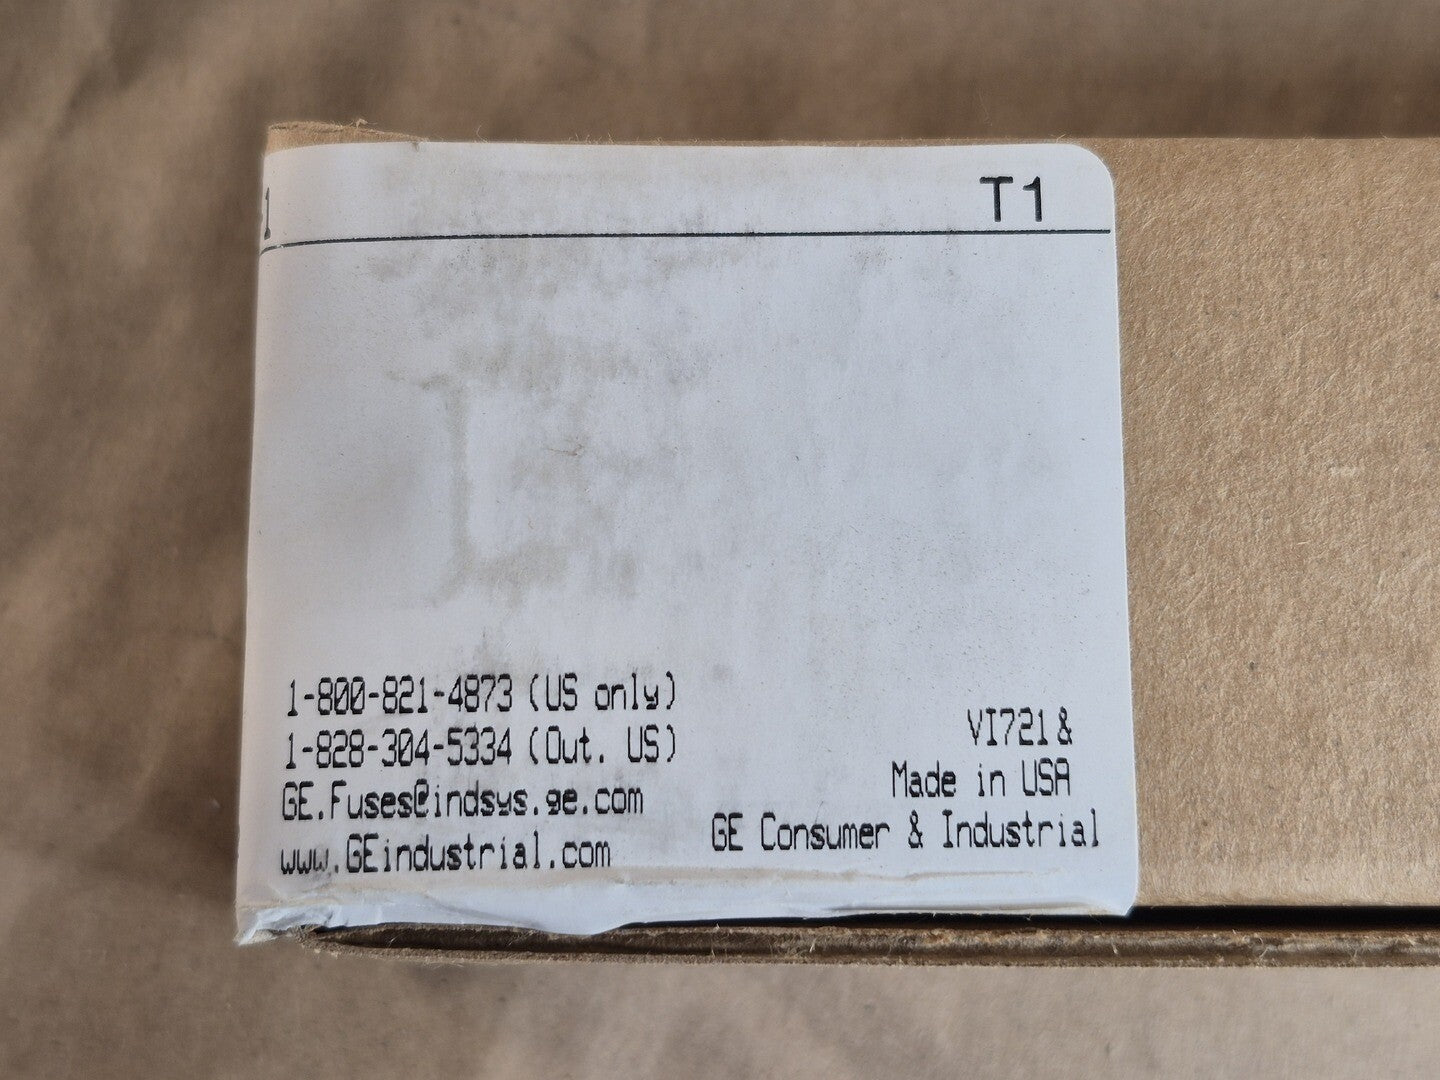 T1
1-800-821-4873 (US only)
1-828-304-5334 (Out. US)
GE.Fuses@indsys.ge.com
www.GEindustrial.com
VI721&
Made in USA
GE Consumer & Industrial